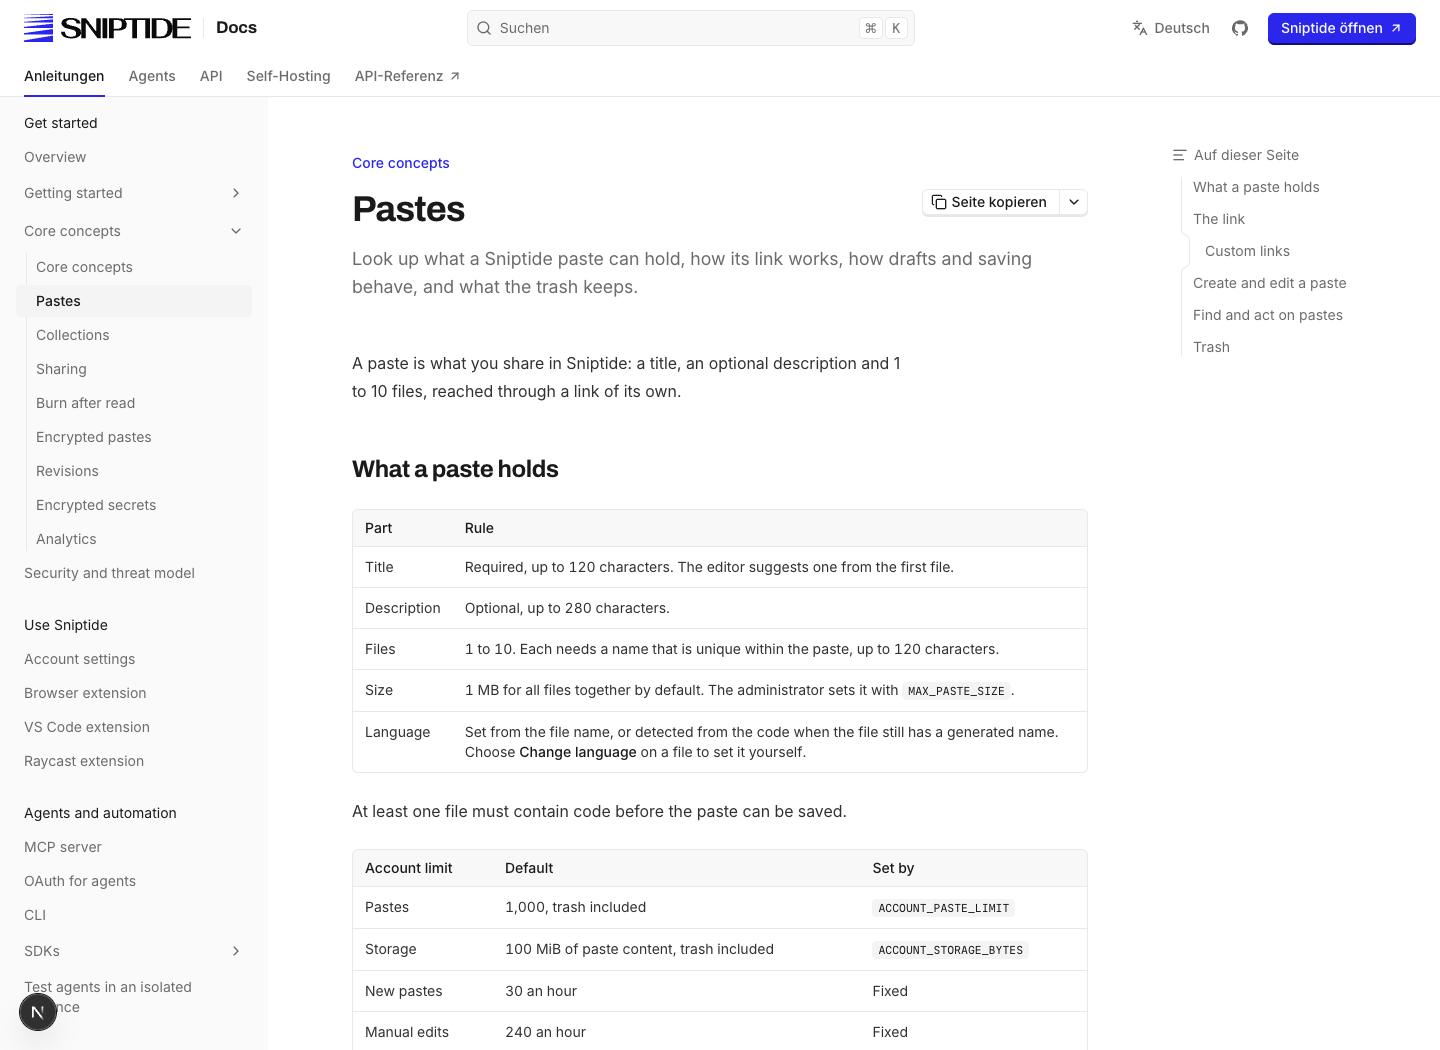 SNIPTIDE Docs
Suchen
⌘ K
Deutsch
Sniptide öffnen
Anleitungen
Agents
API
Self-Hosting
API-Referenz
Get started
Overview
Getting started
Core concepts
Core concepts
Pastes
Collections
Sharing
Burn after read
Encrypted pastes
Revisions
Encrypted secrets
Analytics
Security and threat model
Use Sniptide
Account settings
Browser extension
VS Code extension
Raycast extension
Agents and automation
MCP server
OAuth for agents
CLI
SDKs
Test agents in an isolated
Core concepts
Pastes
Seite kopieren
Look up what a Sniptide paste can hold, how its link works, how drafts and saving
behave, and what the trash keeps.
A paste is what you share in Sniptide: a title, an optional description and 1
to 10 files, reached through a link of its own.
What a paste holds
Part Rule
Title Required, up to 120 characters. The editor suggests one from the first file.
Description Optional, up to 280 characters.
Files 1 to 10. Each needs a name that is unique within the paste, up to 120 characters.
Size 1 MB for all files together by default. The administrator sets it with MAX_PASTE_SIZE.
Language Set from the file name, or detected from the code when the file still has a generated name.
Choose Change language on a file to set it yourself.
At least one file must contain code before the paste can be saved.
Account limit Default Set by
Pastes 1,000, trash included ACCOUNT_PASTE_LIMIT
Storage 100 MiB of paste content, trash included ACCOUNT_STORAGE_BYTES
New pastes 30 an hour Fixed
Manual edits 240 an hour Fixed
Auf dieser Seite
What a paste holds
The link
Custom links
Create and edit a paste
Find and act on pastes
Trash